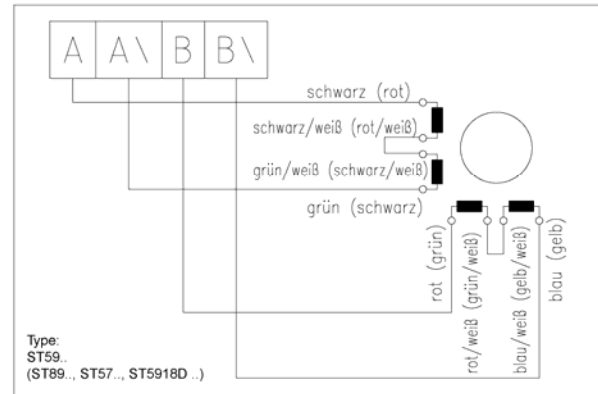 A A\ B B\
schwarz (rot)
schwarz/weiß (rot/weiß)
grün/weiß (schwarz/weiß)
grün (schwarz)
rot (grün)
rot/weiß (grün/weiß)
blau/weiß (gelb/weiß)
blau (gelb)
Type:
ST59..
(ST89.., ST57.., ST5918D ..)